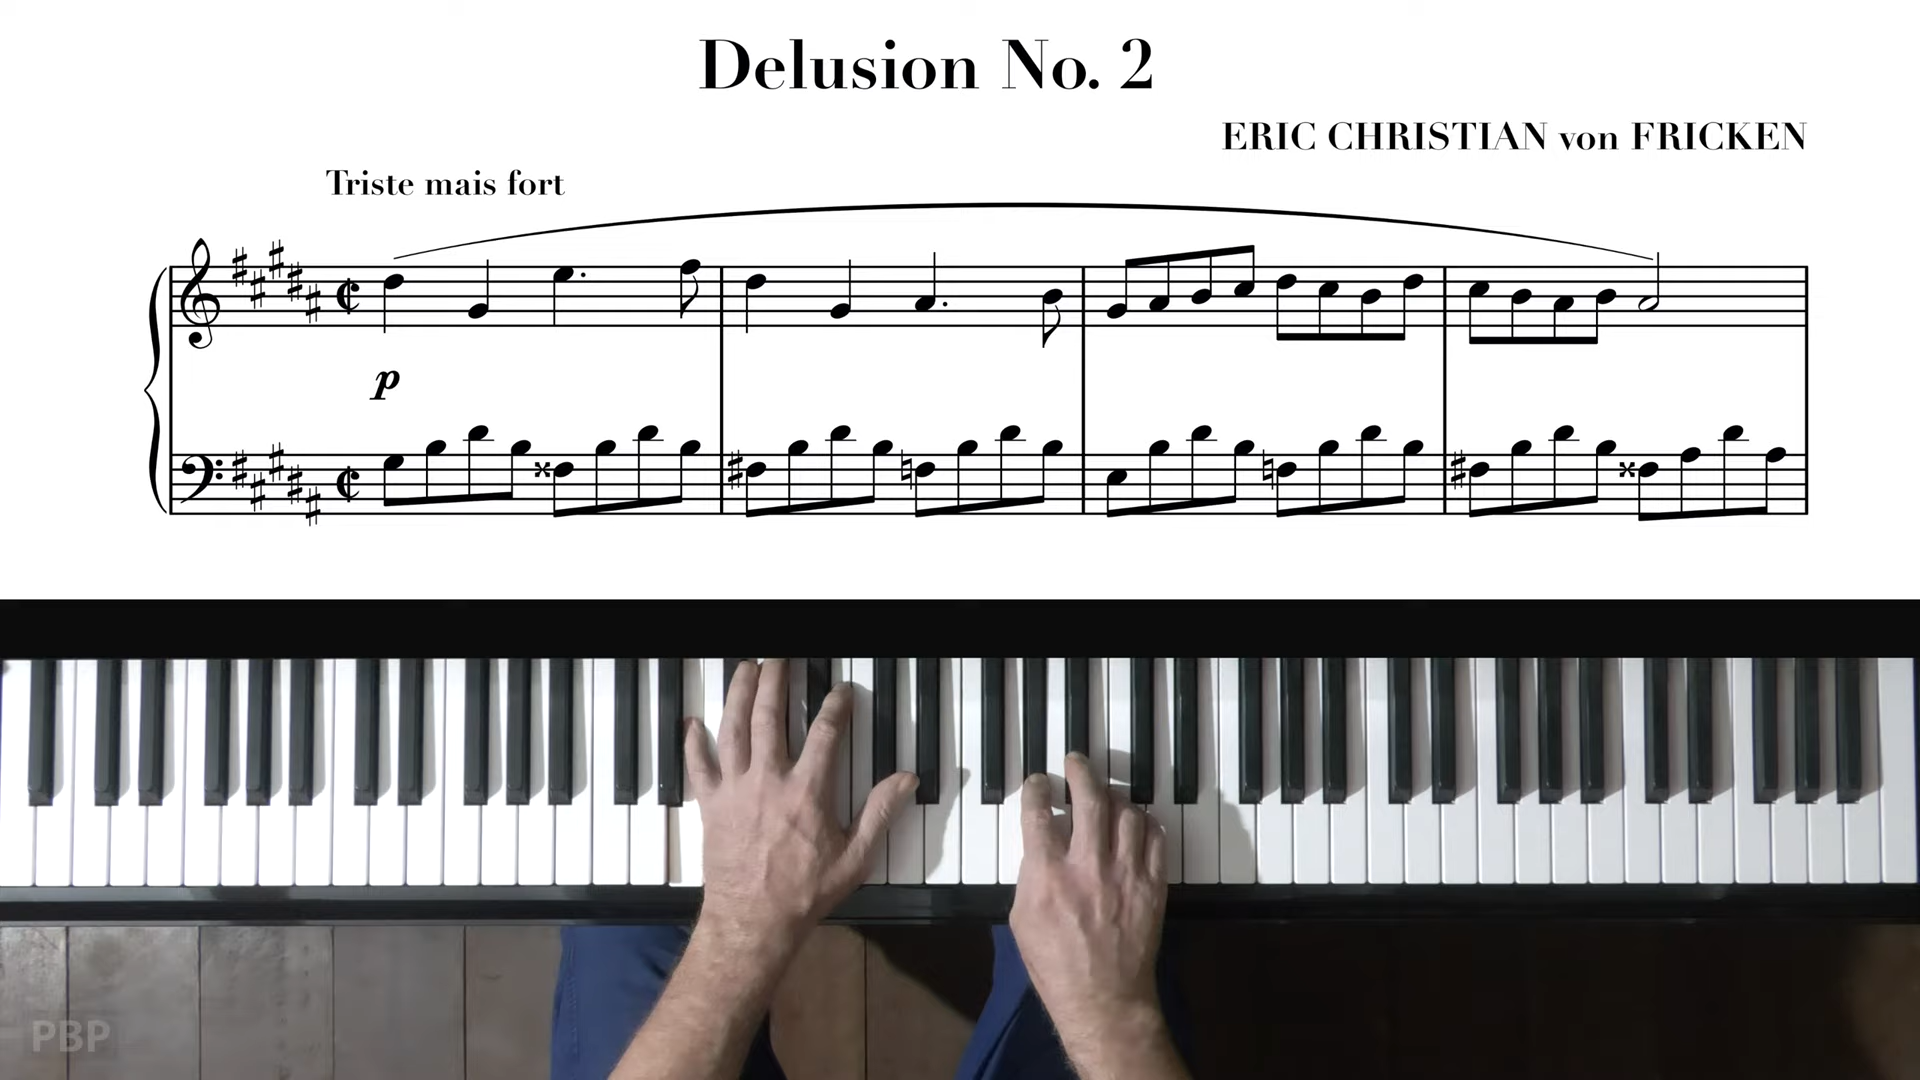 Delusion No. 2
ERIC CHRISTIAN von FRICKEN
Triste mais fort
p
PBP